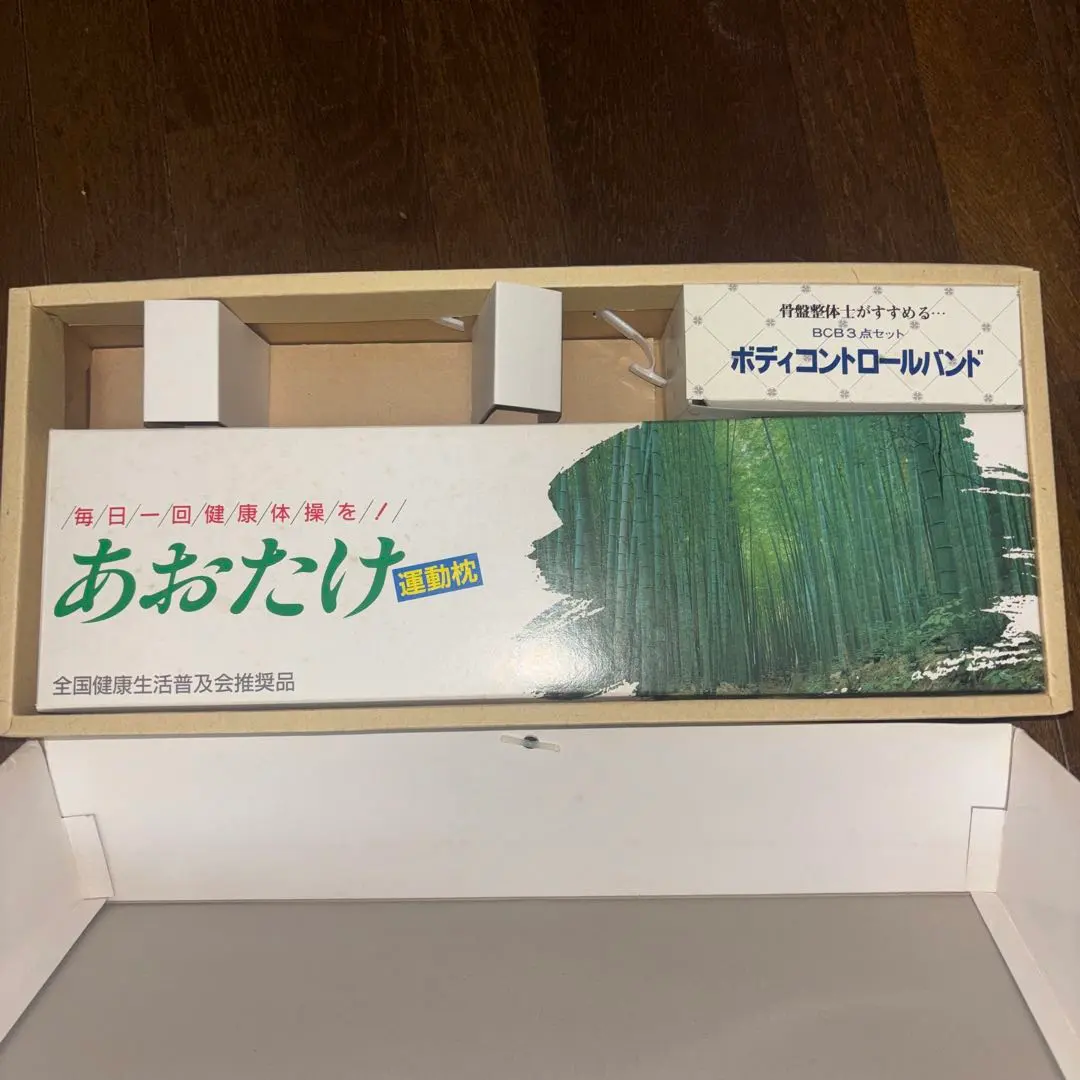 骨盤整体士がすすめる…
BCB3点セット
ボディコントロールバンド
毎日一回健康体操を!
あおたけ
運動枕
全国健康生活普及会推奨品